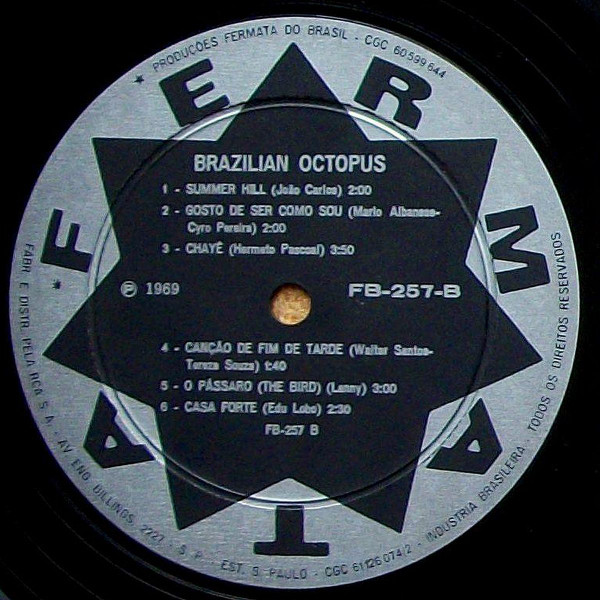 ★ PRODUÇÕES FERMATA DO BRASIL - CGC 60599644
FERMATA
BRAZILIAN OCTOPUS
1 - SUMMER HILL (João Carlos) 2:00
2 - GOSTO DE SER COMO SOU (Mario Albanese-
Cyro Pereira) 2:00
3 - CHAYÊ (Hermeto Pascoal) 3:50
℗ 1969
FB-257-B
4 - CANÇÃO DE FIM DE TARDE (Walter Santos-
Tereza Souza) 1:40
5 - O PÁSSARO (THE BIRD) (Lanny) 3:00
6 - CASA FORTE (Edu Lobo) 2:30
FB-257 B
★ FABR. E DISTR. PELA RCA S.A. - AV. ENG. BILLINGS, 2227 - S. P. - EST. S. PAULO - CGC 61126074/2 - INDUSTRIA BRASILEIRA - TODOS OS DIREITOS RESERVADOS